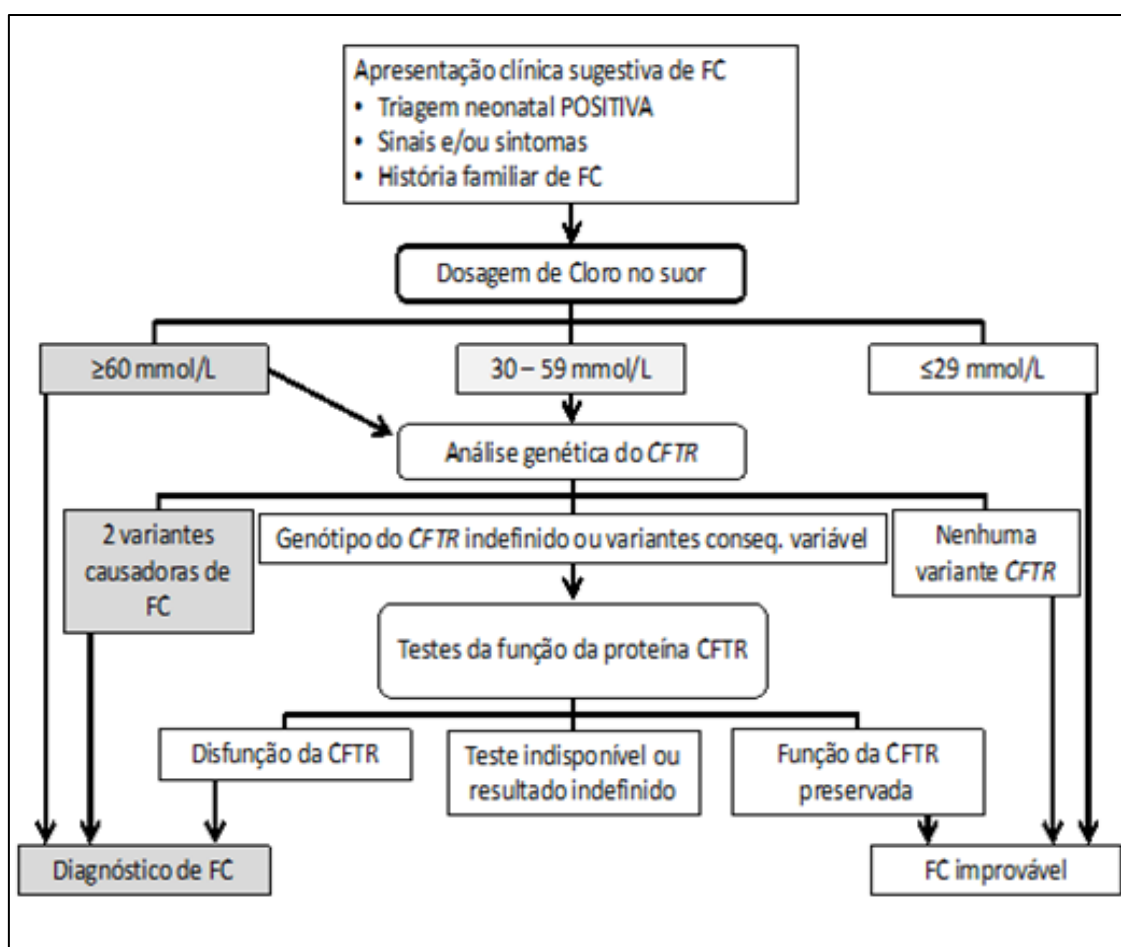 Apresentação clínica sugestiva de FC
• Triagem neonatal POSITIVA
• Sinais e/ou sintomas
• História familiar de FC
Dosagem de Cloro no suor
≥60 mmol/L
30 – 59 mmol/L
≤29 mmol/L
Análise genética do CFTR
2 variantes
causadoras de
FC
Genótipo do CFTR indefinido ou variantes conseq. variável
Nenhuma
variante CFTR
Testes da função da proteína CFTR
Disfunção da CFTR
Teste indisponível ou
resultado indefinido
Função da CFTR
preservada
Diagnóstico de FC
FC improvável